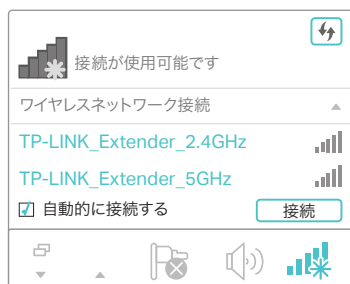 接続が使用可能です
ワイヤレスネットワーク接続
TP-LINK_Extender_2.4GHz
TP-LINK_Extender_5GHz
自動的に接続する
接続